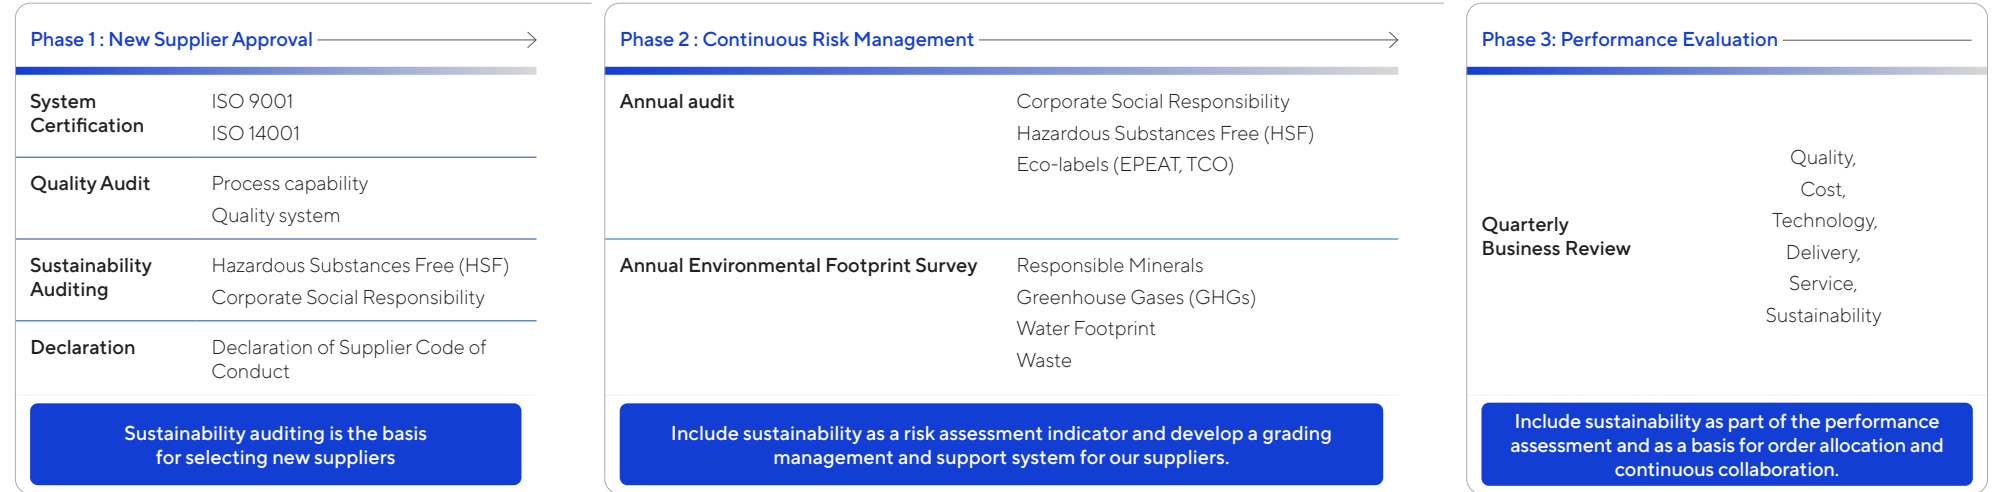 Phase 1 : New Supplier Approval
System
Certification
ISO 9001
ISO 14001
Quality Audit
Process capability
Quality system
Sustainability
Auditing
Hazardous Substances Free (HSF)
Corporate Social Responsibility
Declaration
Declaration of Supplier Code of
Conduct
Sustainability auditing is the basis
for selecting new suppliers
Phase 2 : Continuous Risk Management
Annual audit
Corporate Social Responsibility
Hazardous Substances Free (HSF)
Eco-labels (EPEAT, TCO)
Annual Environmental Footprint Survey
Responsible Minerals
Greenhouse Gases (GHGs)
Water Footprint
Waste
Include sustainability as a risk assessment indicator and develop a grading
management and support system for our suppliers.
Phase 3: Performance Evaluation
Quarterly
Business Review
Quality,
Cost,
Technology,
Delivery,
Service,
Sustainability
Include sustainability as part of the performance
assessment and as a basis for order allocation and
continuous collaboration.